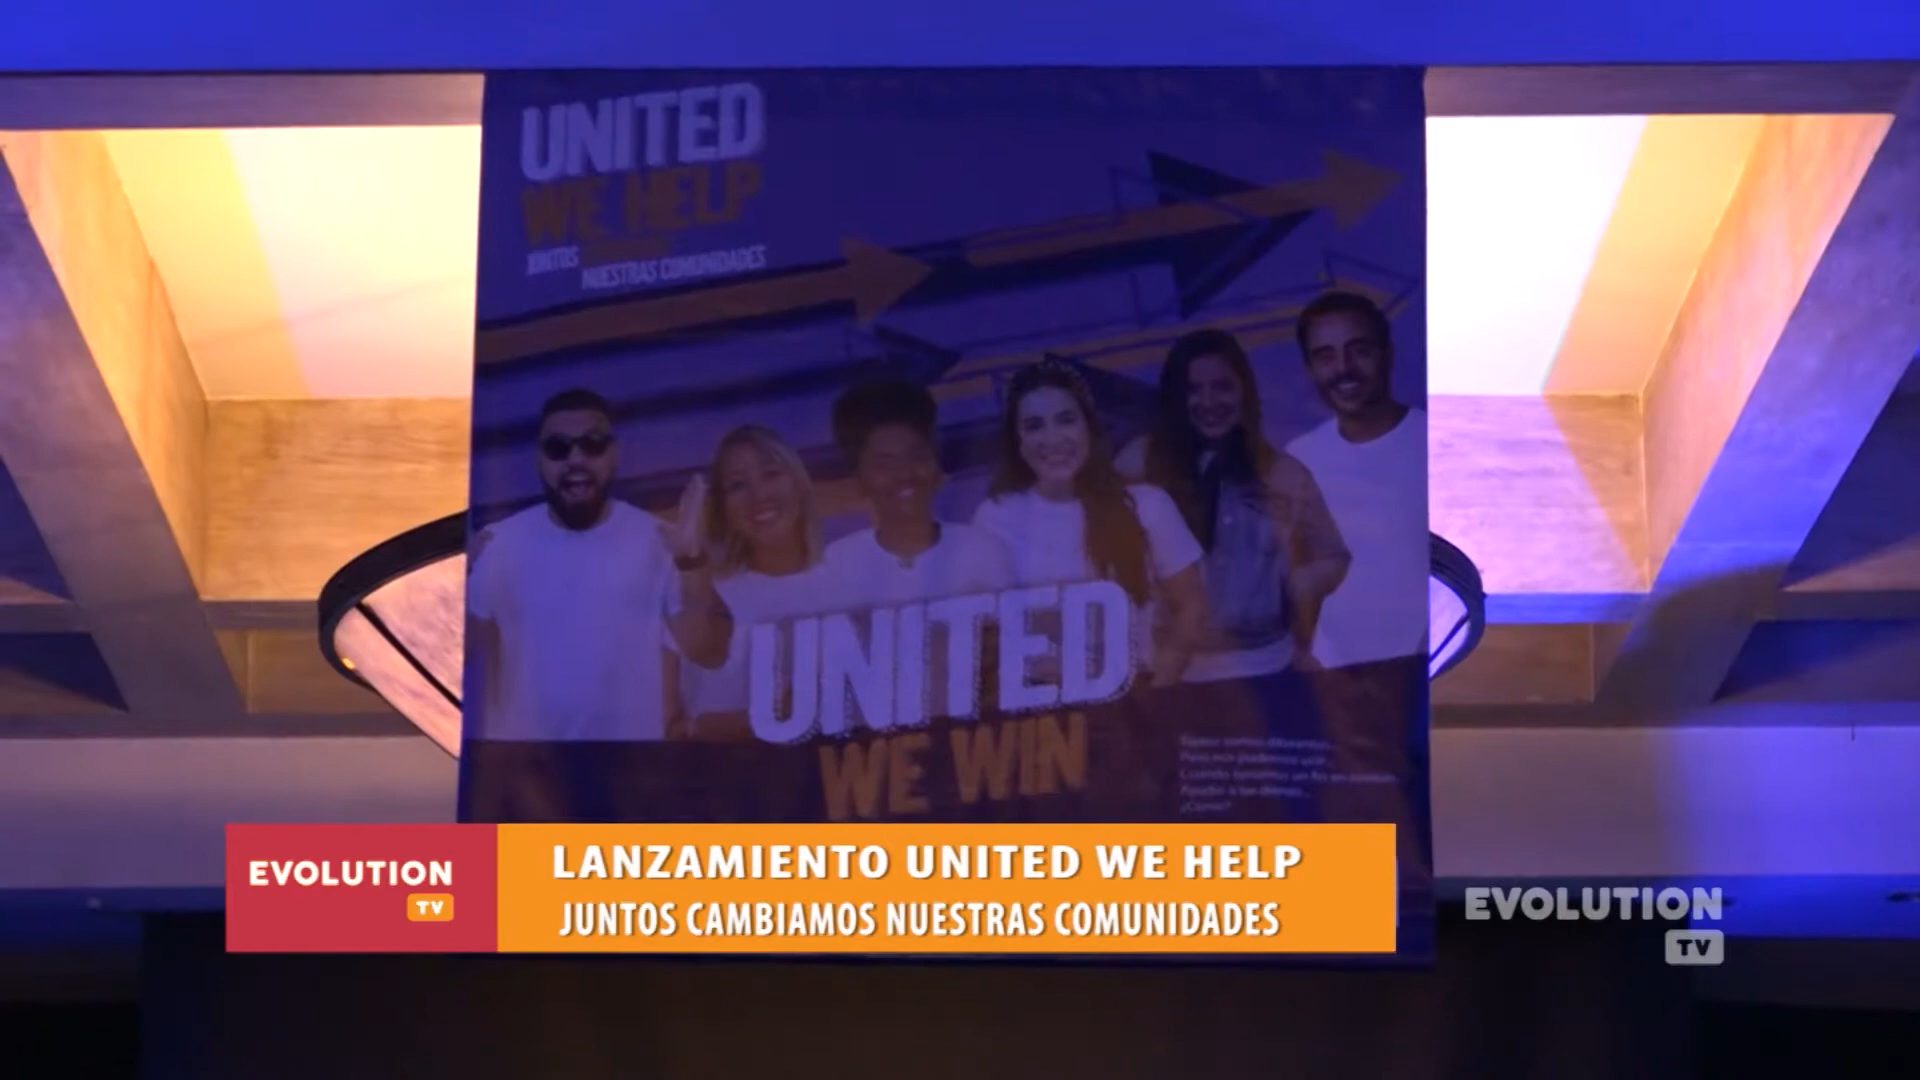 UNITED
WE HELP
JUNTOS
NUESTRAS COMUNIDADES
UNITED
WE WIN
EVOLUTION
TV
LANZAMIENTO UNITED WE HELP
JUNTOS CAMBIAMOS NUESTRAS COMUNIDADES
EVOLUTION
TV